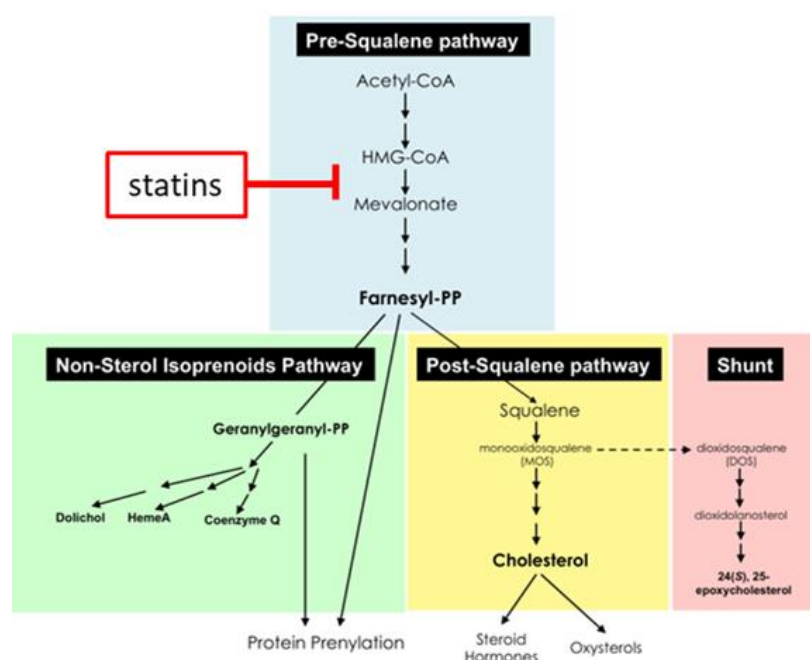 Pre-Squalene pathway
Acetyl-CoA
HMG-CoA
statins
Mevalonate
Farnesyl-PP
Non-Sterol Isoprenoids Pathway
Post-Squalene pathway
Shunt
Squalene
Geranylgeranyl-PP
monooxidosqualene
(MOS)
dioxidosqualene
(DOS)
Dolichol
HemeA
Coenzyme Q
dioxidolanosterol
Cholesterol
24(S), 25-
epoxycholesterol
Protein Prenylation
Steroid
Hormones
Oxysterols